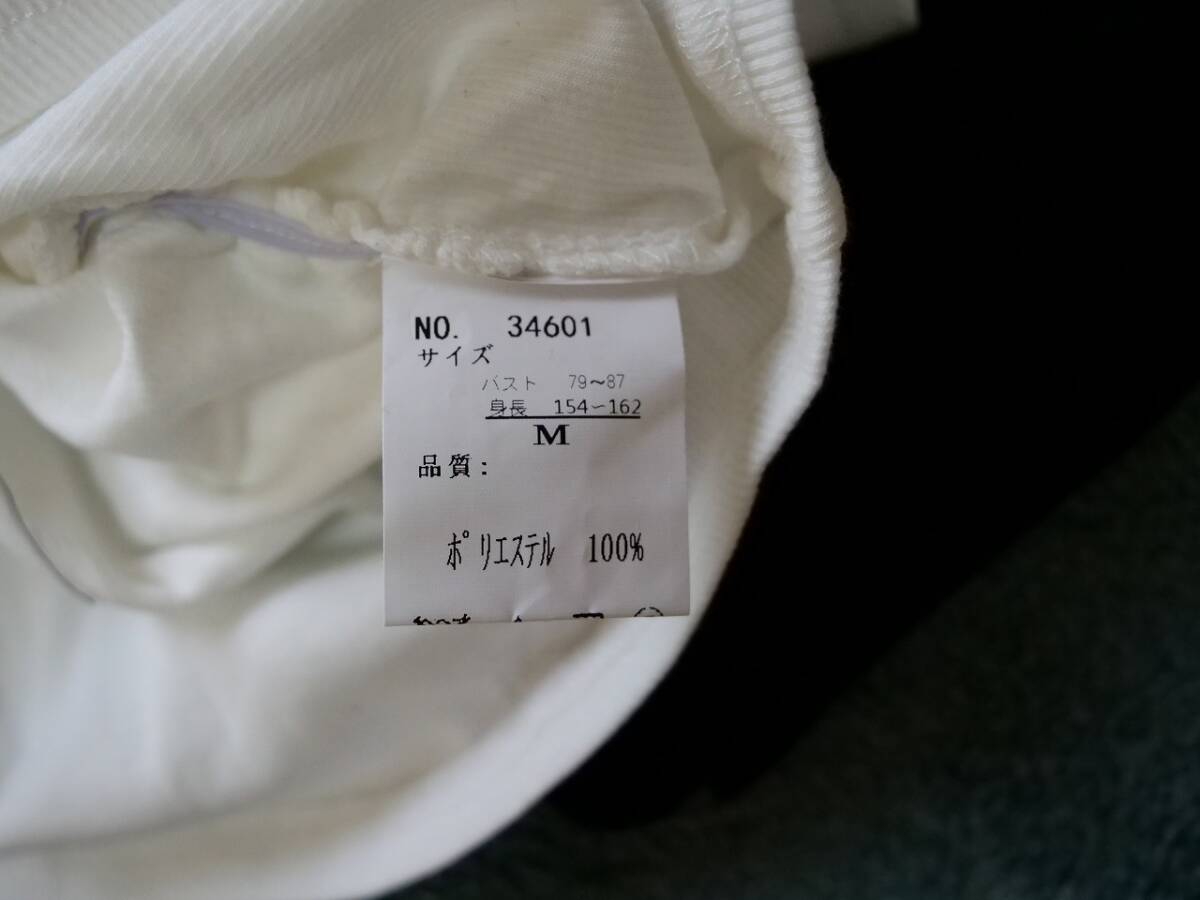 NO. 34601
サイズ
バスト 79～87
身長 154～162
M
品質:
ポリエステル 100%